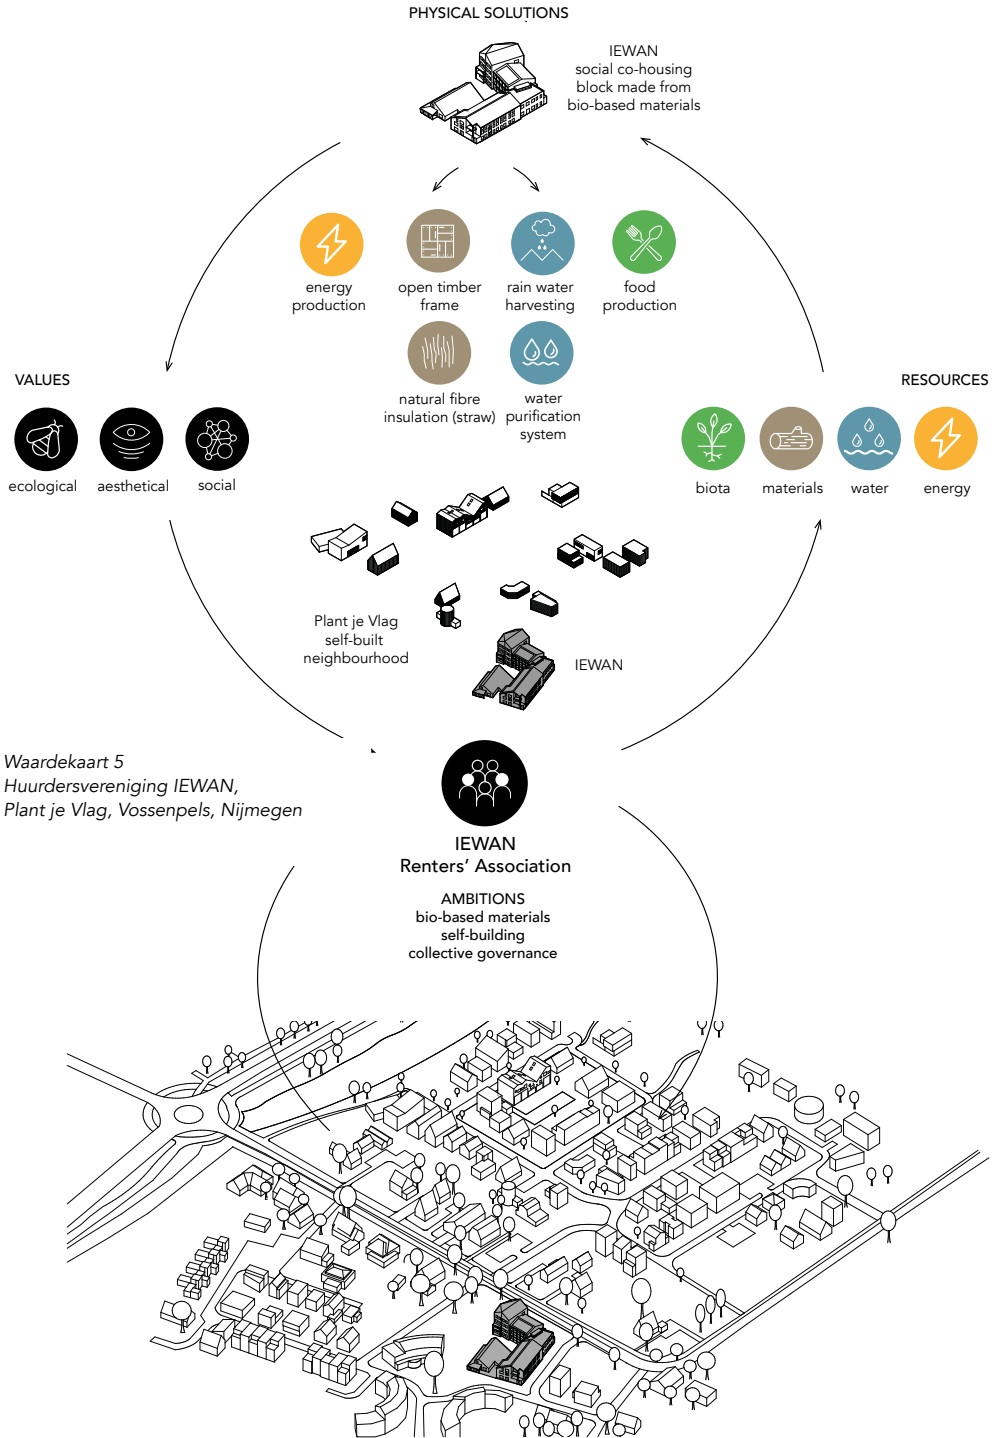 PHYSICAL SOLUTIONS
IEWAN
social co-housing
block made from
bio-based materials
energy
production
open timber
frame
rain water
harvesting
food
production
natural fibre
insulation (straw)
water
purification
system
VALUES
ecological
aesthetical
social
RESOURCES
biota
materials
water
energy
Plant je Vlag
self-built
neighbourhood
IEWAN
Waardekaart 5
Huurdersvereniging IEWAN,
Plant je Vlag, Vossenpels, Nijmegen
IEWAN
Renters' Association
AMBITIONS
bio-based materials
self-building
collective governance